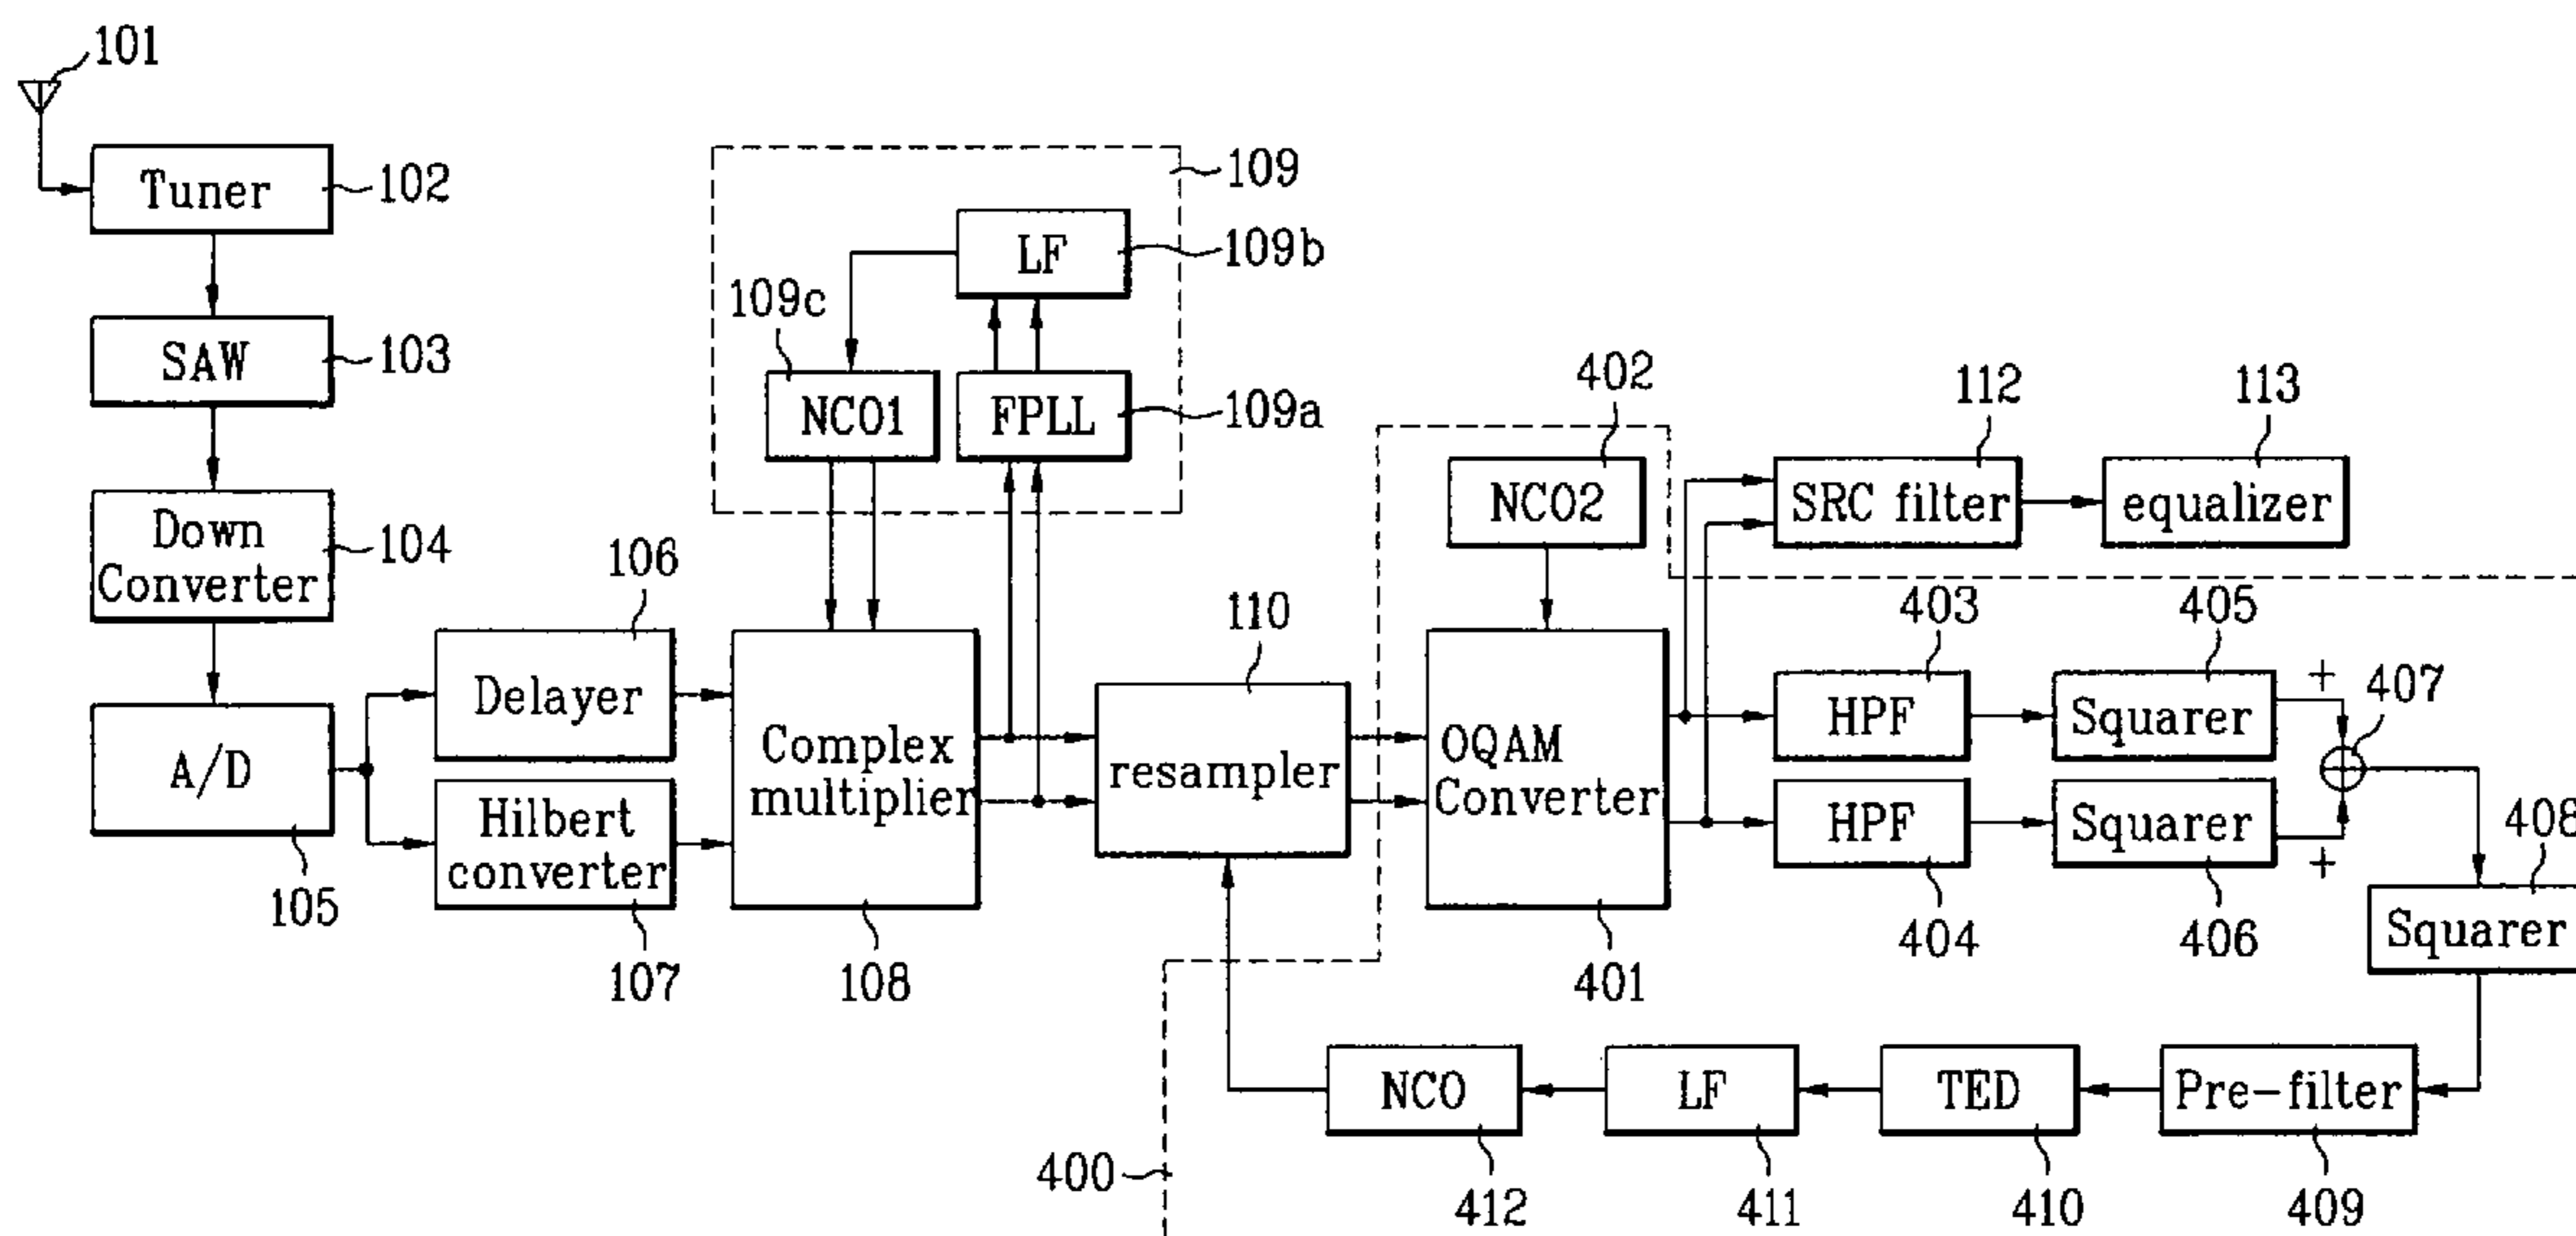 101
Tuner
102
SAW
103
Down
Converter
104
A/D
105
Delayer
106
Hilbert
converter
107
Complex
multiplier
108
109
LF
109b
109c
NCO1
FPLL
109a
resampler
110
402
NCO2
OQAM
Converter
401
112
SRC filter
113
equalizer
403
HPF
405
Squarer
+
407
HPF
404
Squarer
406
+
408
Squarer
Pre-filter
409
TED
410
LF
411
NCO
412
400